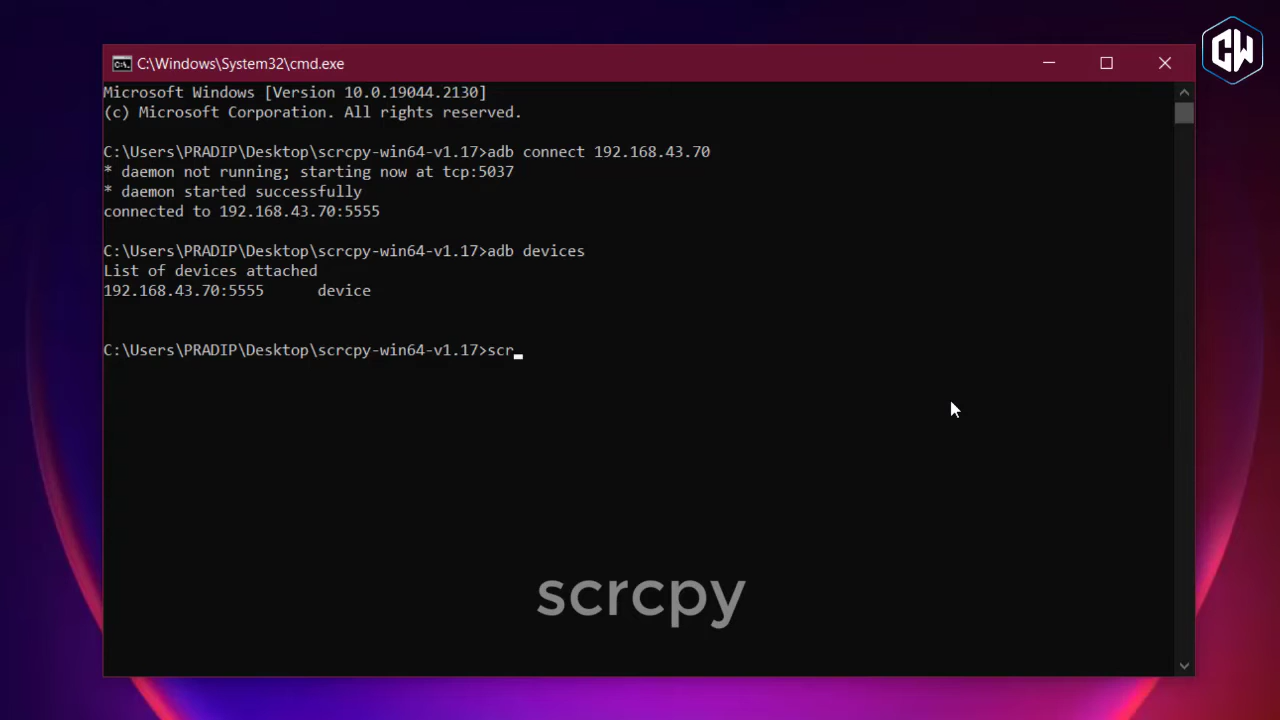 CW
C:\Windows\System32\cmd.exe
Microsoft Windows [Version 10.0.19044.2130]
(c) Microsoft Corporation. All rights reserved.
C:\Users\PRADIP\Desktop\scrcpy-win64-v1.17>adb connect 192.168.43.70
* daemon not running; starting now at tcp:5037
* daemon started successfully
connected to 192.168.43.70:5555
C:\Users\PRADIP\Desktop\scrcpy-win64-v1.17>adb devices
List of devices attached
192.168.43.70:5555      device
C:\Users\PRADIP\Desktop\scrcpy-win64-v1.17>scr
scrcpy